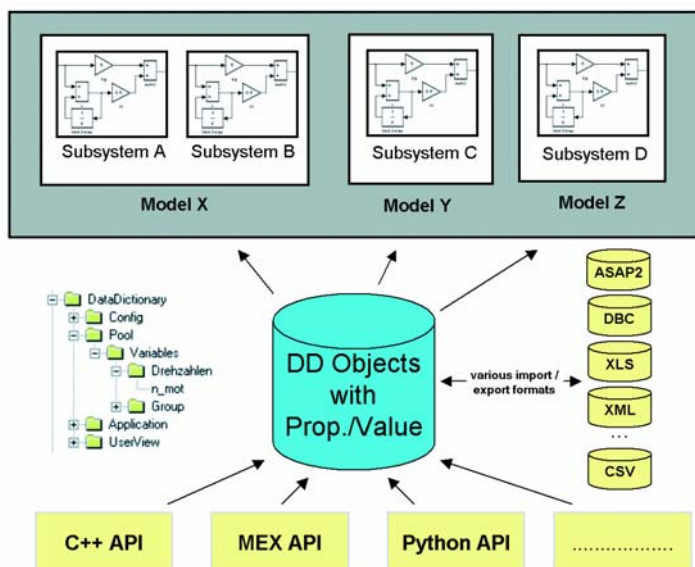 Subsystem A
Subsystem B
Subsystem C
Subsystem D
Model X
Model Y
Model Z
DataDictionary
Config
Pool
Variables
Drehzahlen
n_mot
Group
Application
UserView
DD Objects
with
Prop./Value
various import /
export formats
ASAP2
DBC
XLS
XML
...
CSV
C++ API
MEX API
Python API
..................